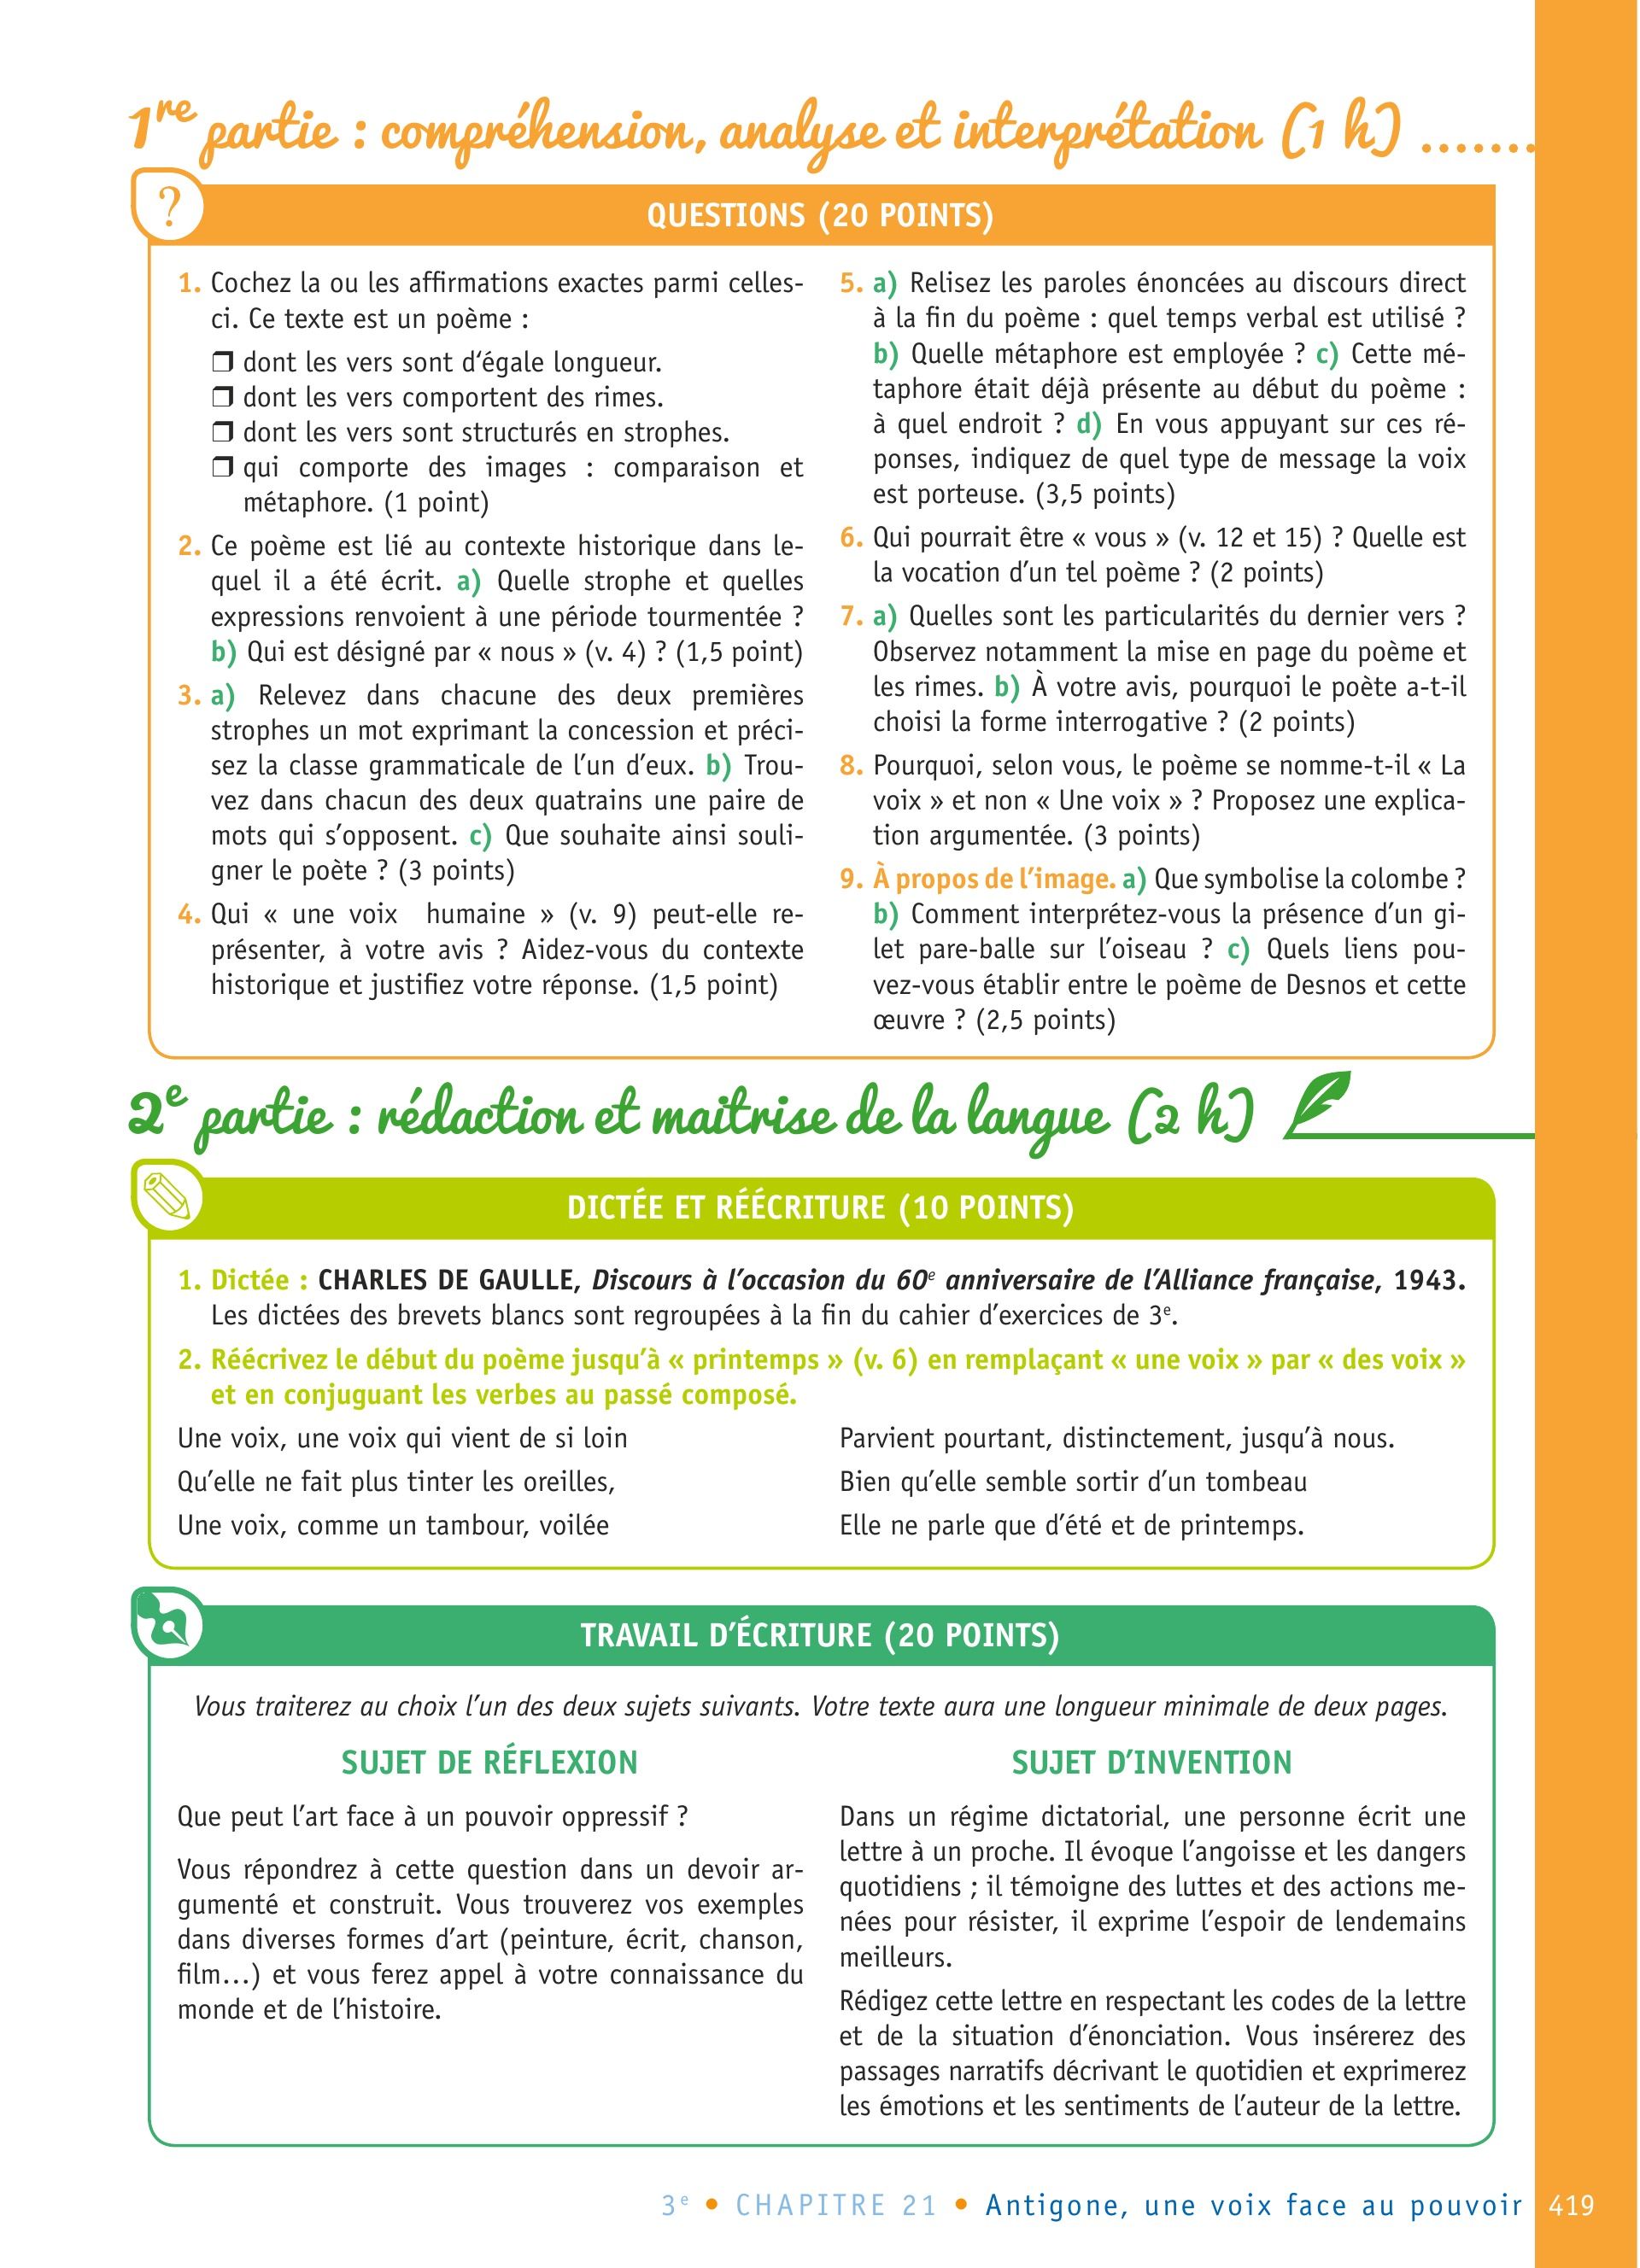 1re partie : compréhension, analyse et interprétation (1 h) .......
?
QUESTIONS (20 POINTS)
1. Cochez la ou les affirmations exactes parmi celles-
ci. Ce texte est un poème :
❒ dont les vers sont d‘égale longueur.
❒ dont les vers comportent des rimes.
❒ dont les vers sont structurés en strophes.
❒ qui comporte des images : comparaison et
métaphore. (1 point)
2. Ce poème est lié au contexte historique dans le-
quel il a été écrit. a) Quelle strophe et quelles
expressions renvoient à une période tourmentée ?
b) Qui est désigné par « nous » (v. 4) ? (1,5 point)
3. a) Relevez dans chacune des deux premières
strophes un mot exprimant la concession et préci-
sez la classe grammaticale de l’un d’eux. b) Trou-
vez dans chacun des deux quatrains une paire de
mots qui s’opposent. c) Que souhaite ainsi souli-
gner le poète ? (3 points)
4. Qui « une voix humaine » (v. 9) peut-elle re-
présenter, à votre avis ? Aidez-vous du contexte
historique et justifiez votre réponse. (1,5 point)
5. a) Relisez les paroles énoncées au discours direct
à la fin du poème : quel temps verbal est utilisé ?
b) Quelle métaphore est employée ? c) Cette mé-
taphore était déjà présente au début du poème :
à quel endroit ? d) En vous appuyant sur ces ré-
ponses, indiquez de quel type de message la voix
est porteuse. (3,5 points)
6. Qui pourrait être « vous » (v. 12 et 15) ? Quelle est
la vocation d’un tel poème ? (2 points)
7. a) Quelles sont les particularités du dernier vers ?
Observez notamment la mise en page du poème et
les rimes. b) À votre avis, pourquoi le poète a-t-il
choisi la forme interrogative ? (2 points)
8. Pourquoi, selon vous, le poème se nomme-t-il « La
voix » et non « Une voix » ? Proposez une explica-
tion argumentée. (3 points)
9. À propos de l’image. a) Que symbolise la colombe ?
b) Comment interprétez-vous la présence d’un gi-
let pare-balle sur l’oiseau ? c) Quels liens pou-
vez-vous établir entre le poème de Desnos et cette
œuvre ? (2,5 points)
2e partie : rédaction et maitrise de la langue (2 h)
DICTÉE ET RÉÉCRITURE (10 POINTS)
1. Dictée : CHARLES DE GAULLE, Discours à l’occasion du 60e anniversaire de l’Alliance française, 1943.
Les dictées des brevets blancs sont regroupées à la fin du cahier d’exercices de 3e.
2. Réécrivez le début du poème jusqu’à « printemps » (v. 6) en remplaçant « une voix » par « des voix »
et en conjuguant les verbes au passé composé.
Une voix, une voix qui vient de si loin
Qu’elle ne fait plus tinter les oreilles,
Une voix, comme un tambour, voilée
Parvient pourtant, distinctement, jusqu’à nous.
Bien qu’elle semble sortir d’un tombeau
Elle ne parle que d’été et de printemps.
TRAVAIL D’ÉCRITURE (20 POINTS)
Vous traiterez au choix l’un des deux sujets suivants. Votre texte aura une longueur minimale de deux pages.
SUJET DE RÉFLEXION
Que peut l’art face à un pouvoir oppressif ?
Vous répondrez à cette question dans un devoir ar-
gumenté et construit. Vous trouverez vos exemples
dans diverses formes d’art (peinture, écrit, chanson,
film…) et vous ferez appel à votre connaissance du
monde et de l’histoire.
SUJET D’INVENTION
Dans un régime dictatorial, une personne écrit une
lettre à un proche. Il évoque l’angoisse et les dangers
quotidiens ; il témoigne des luttes et des actions me-
nées pour résister, il exprime l’espoir de lendemains
meilleurs.
Rédigez cette lettre en respectant les codes de la lettre
et de la situation d’énonciation. Vous insérerez des
passages narratifs décrivant le quotidien et exprimerez
les émotions et les sentiments de l’auteur de la lettre.
3e • CHAPITRE 21 • Antigone, une voix face au pouvoir 419